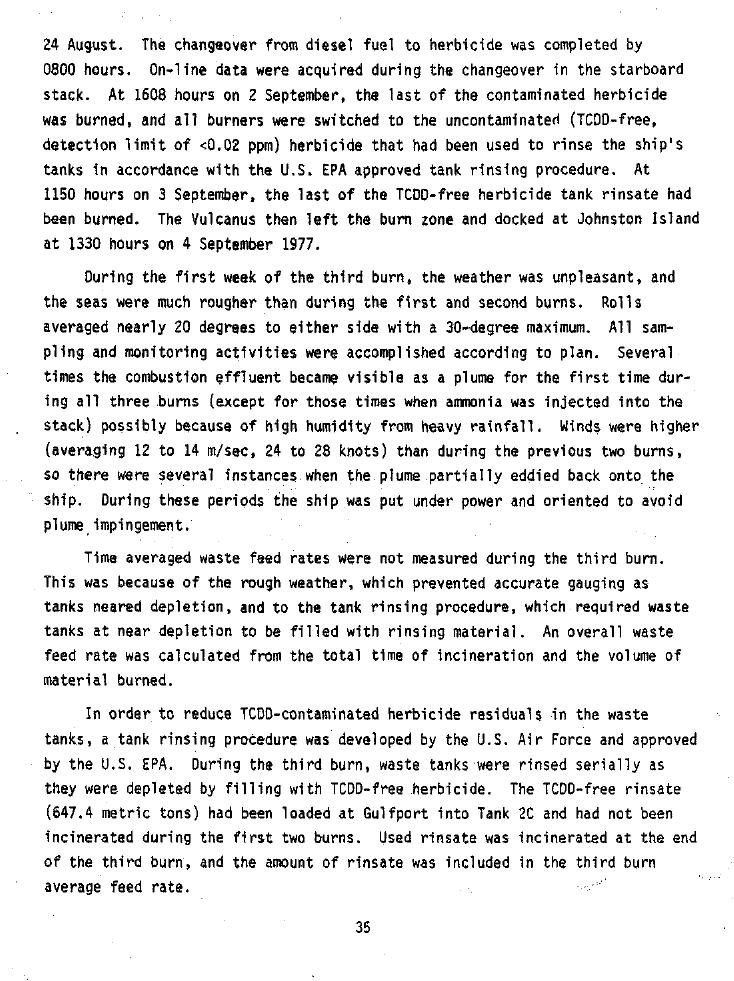 24 August. The changeover from diesel fuel to herbicide was completed by
0800 hours. On-line data were acquired during the changeover in the starboard
stack. At 1608 hours on 2 September, the last of the contaminated herbicide
was burned, and all burners were switched to the uncontaminated (TCDD-free,
detection limit of <0.02 ppm) herbicide that had been used to rinse the ship's
tanks in accordance with the U.S. EPA approved tank rinsing procedure. At
1150 hours on 3 September, the last of the TCDD-free herbicide tank rinsate had
been burned. The Vulcanus then left the burn zone and docked at Johnston Island
at 1330 hours on 4 September 1977.
During the first week of the third burn, the weather was unpleasant, and
the seas were much rougher than during the first and second burns. Rolls
averaged nearly 20 degrees to either side with a 30-degree maximum. All sam-
pling and monitoring activities were accomplished according to plan. Several
times the combustion effluent became visible as a plume for the first time dur-
ing all three burns (except for those times when ammonia was injected into the
stack) possibly because of high humidity from heavy rainfall. Winds were higher
(averaging 12 to 14 m/sec, 24 to 28 knots) than during the previous two burns,
so there were several instances when the plume partially eddied back onto the
ship. During these periods the ship was put under power and oriented to avoid
plume impingement.
Time averaged waste feed rates were not measured during the third burn.
This was because of the rough weather, which prevented accurate gauging as
tanks neared depletion, and to the tank rinsing procedure, which required waste
tanks at near depletion to be filled with rinsing material. An overall waste
feed rate was calculated from the total time of incineration and the volume of
material burned.
In order to reduce TCDD-contaminated herbicide residuals in the waste
tanks, a tank rinsing procedure was developed by the U.S. Air Force and approved
by the U.S. EPA. During the third burn, waste tanks were rinsed serially as
they were depleted by filling with TCDD-free herbicide. The TCDD-free rinsate
(647.4 metric tons) had been loaded at Gulfport into Tank 2C and had not been
incinerated during the first two burns. Used rinsate was incinerated at the end
of the third burn, and the amount of rinsate was included in the third burn
average feed rate.
35